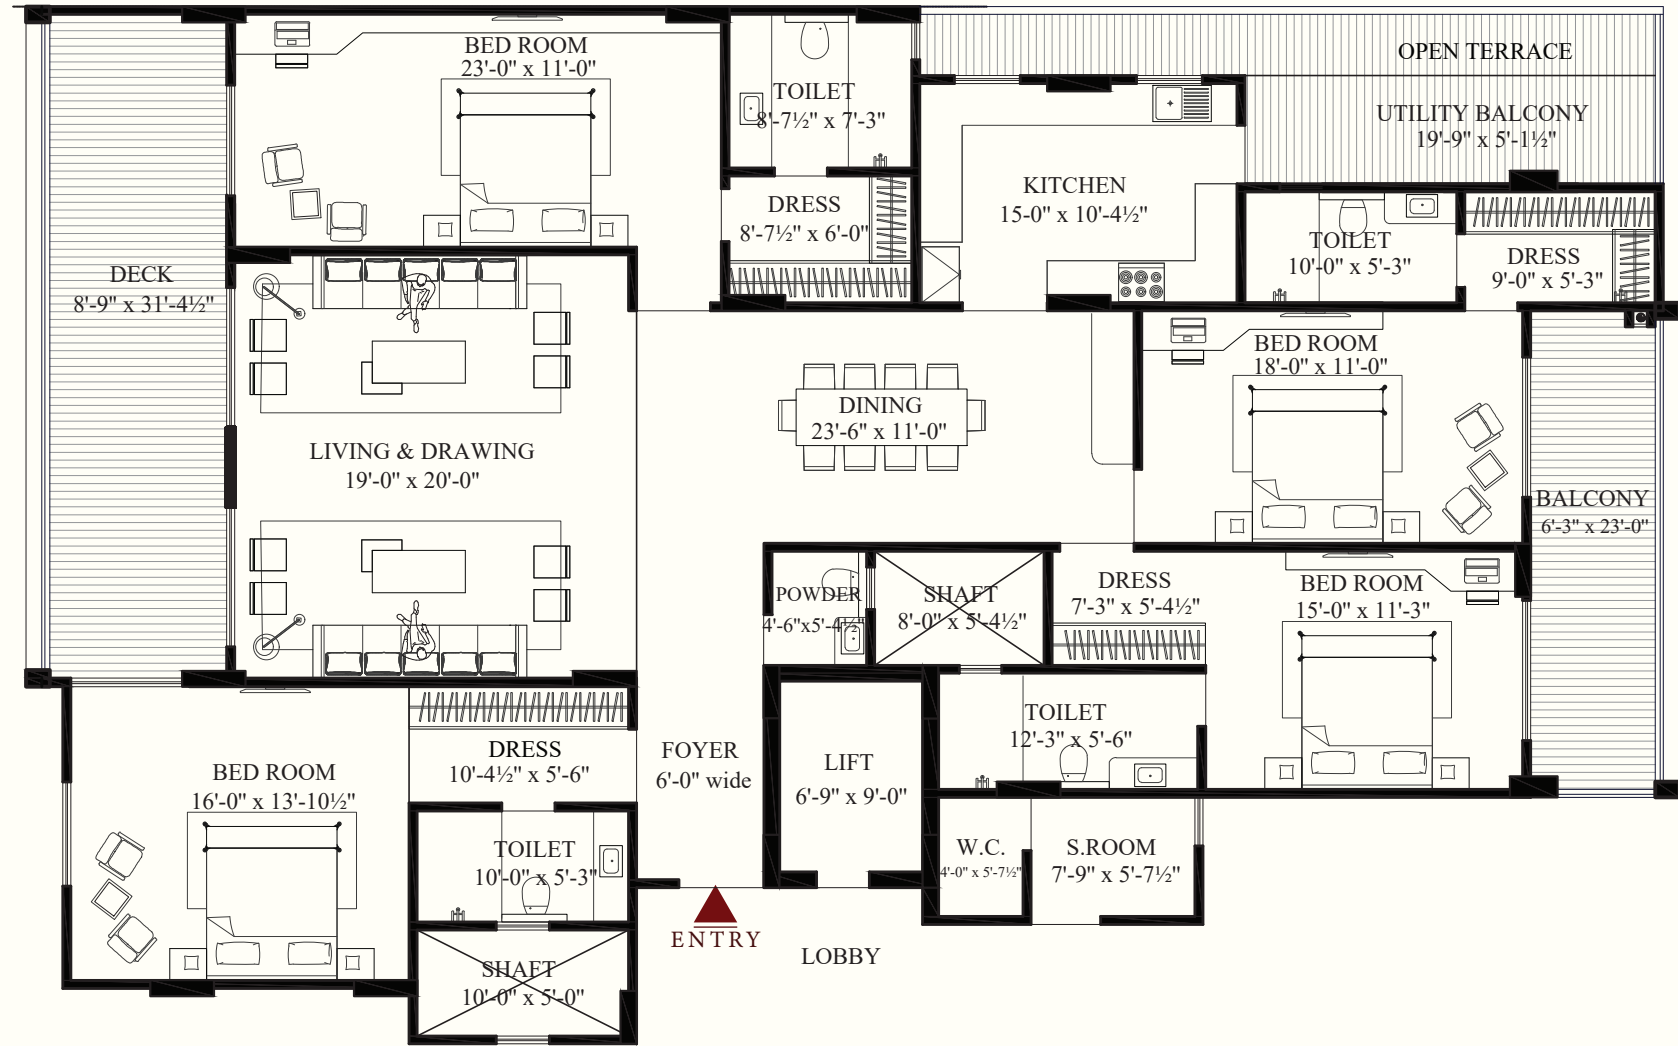 BED ROOM
23'-0" x 11'-0"
TOILET
8'-7½" x 7'-3"
OPEN TERRACE
UTILITY BALCONY
19'-9" x 5'-1½"
DRESS
8'-7½" x 6'-0"
KITCHEN
15-0" x 10'-4½"
TOILET
10'-0" x 5'-3"
DRESS
9'-0" x 5'-3"
DECK
8'-9" x 31'-4½"
BED ROOM
18'-0" x 11'-0"
DINING
23'-6" x 11'-0"
LIVING & DRAWING
19'-0" x 20'-0"
BALCONY
6'-3" x 23'-0"
POWDER
4'-6"x5'-4½"
SHAFT
8'-0" x 5'-4½"
DRESS
7'-3" x 5'-4½"
BED ROOM
15'-0" x 11'-3"
TOILET
12'-3" x 5'-6"
DRESS
10'-4½" x 5'-6"
FOYER
6'-0" wide
LIFT
6'-9" x 9'-0"
BED ROOM
16'-0" x 13'-10½"
TOILET
10'-0" x 5'-3"
W.C.
4'-0" x 5'-7½"
S.ROOM
7'-9" x 5'-7½"
ENTRY
LOBBY
SHAFT
10'-0" x 5'-0"